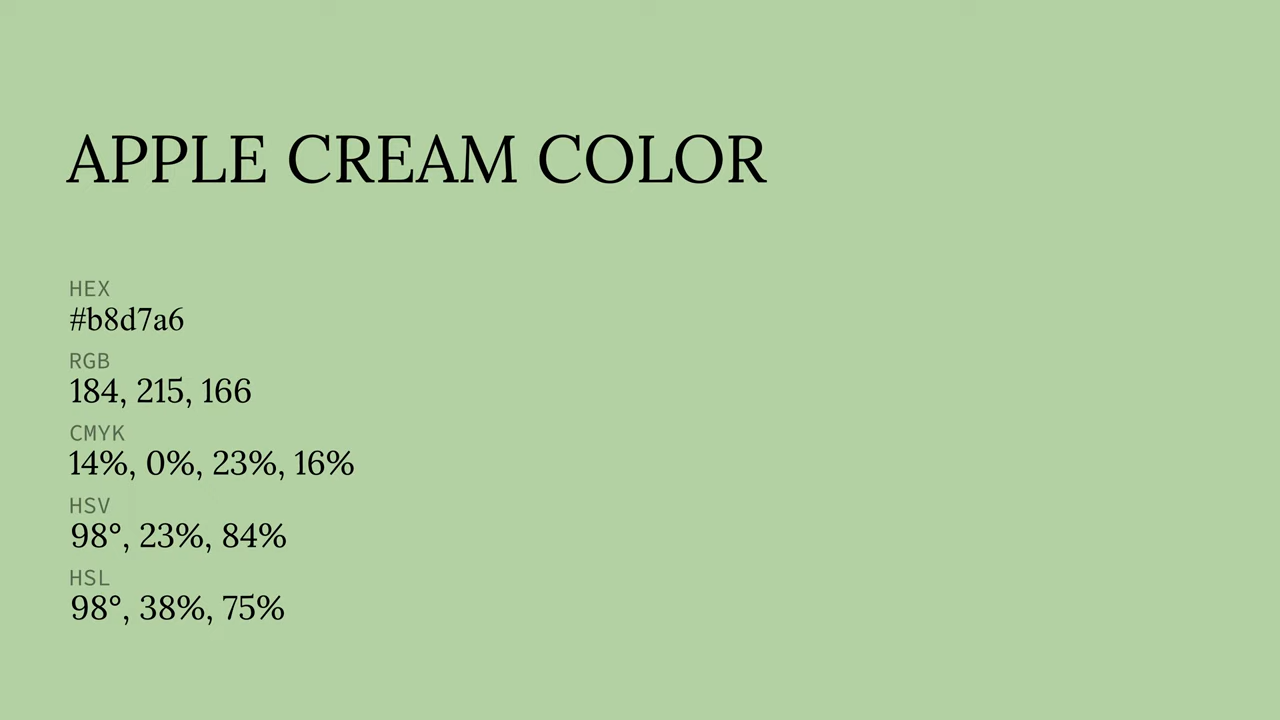 APPLE CREAM COLOR
HEX
#b8d7a6
RGB
184, 215, 166
CMYK
14%, 0%, 23%, 16%
HSV
98°, 23%, 84%
HSL
98°, 38%, 75%